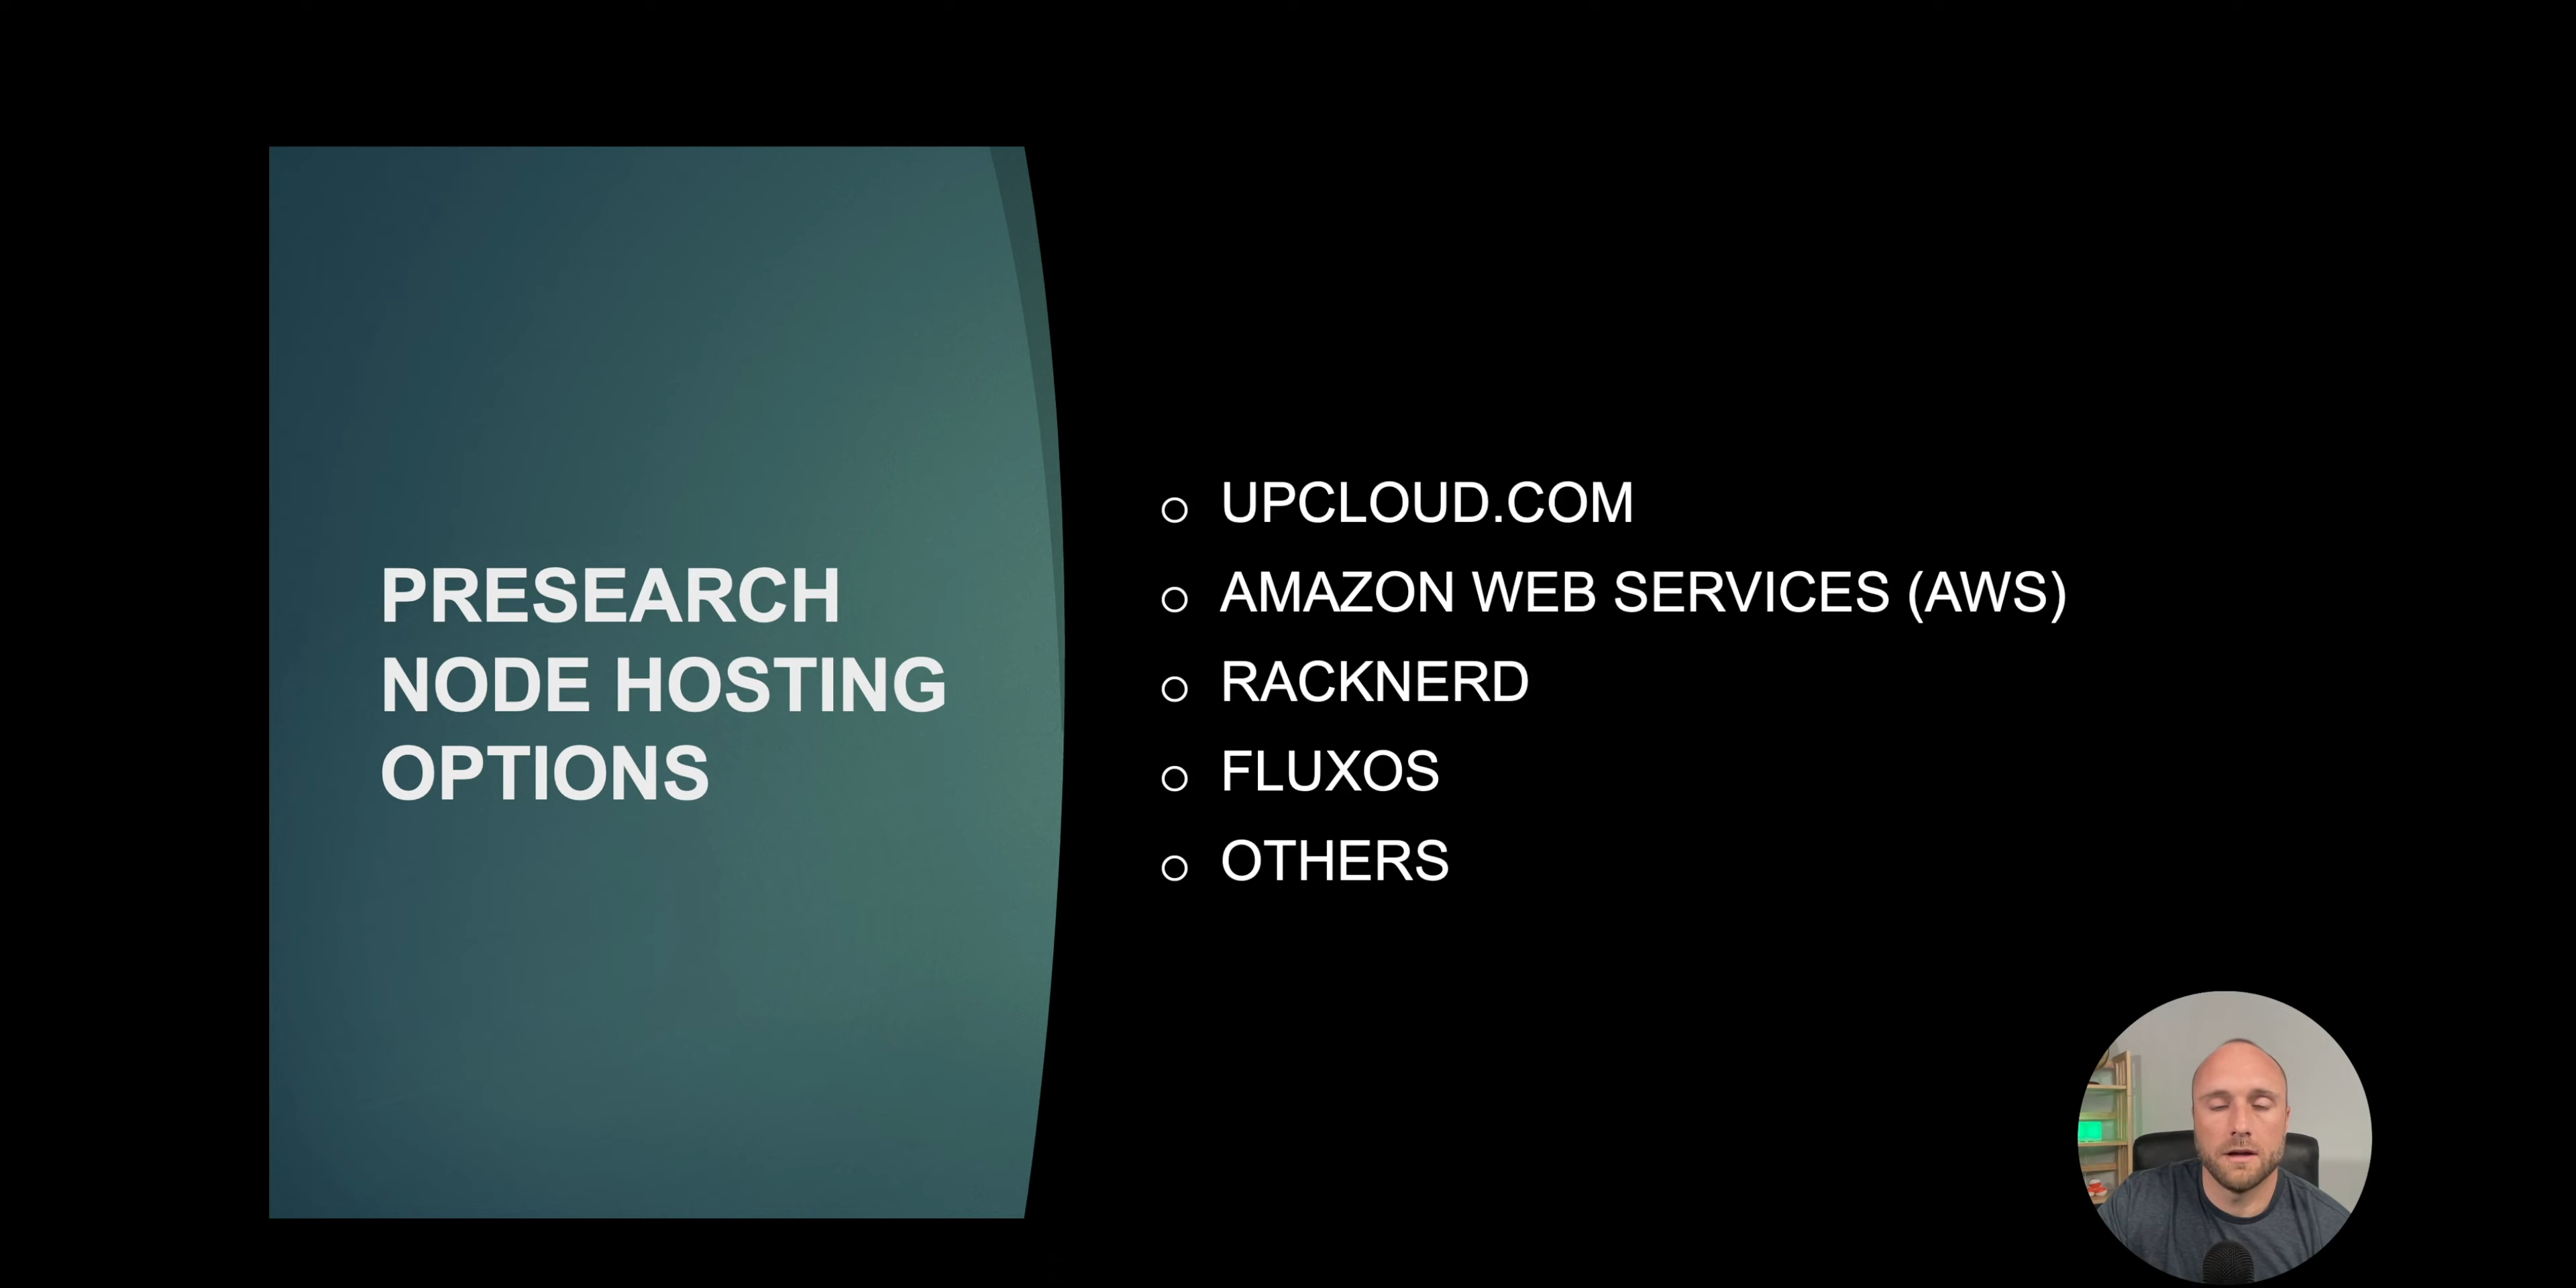 PRESEARCH
NODE HOSTING
OPTIONS
UPCLOUD.COM
AMAZON WEB SERVICES (AWS)
RACKNERD
FLUXOS
OTHERS